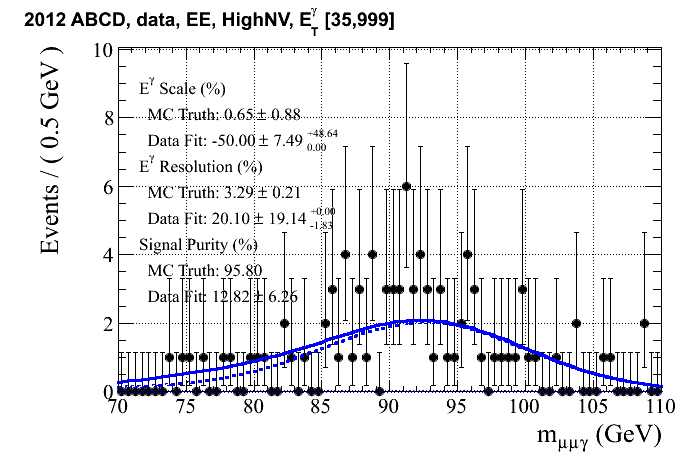 2012 ABCD, data, EE, HighNV, E_T^γ [35,999]
Events / ( 0.5 GeV )
10
8
6
4
2
0
E^γ Scale (%)
MC Truth: 0.65 ± 0.88
Data Fit: -50.00 ± 7.49 +48.64 0.00
E^γ Resolution (%)
MC Truth: 3.29 ± 0.21
Data Fit: 20.10 ± 19.14 +0.00 -1.83
Signal Purity (%)
MC Truth: 95.80
Data Fit: 12.82 ± 6.26
70 75 80 85 90 95 100 105 110
m_μμγ (GeV)